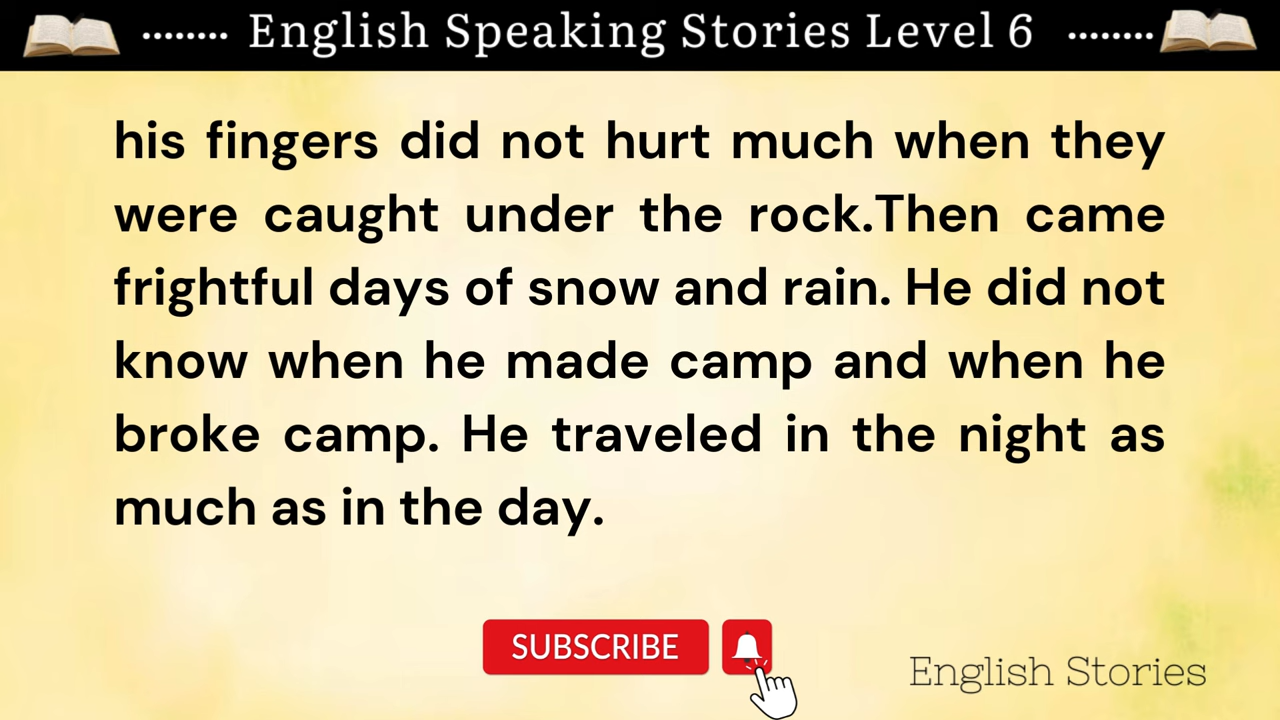 ........ English Speaking Stories Level 6 ........
his fingers did not hurt much when they
were caught under the rock.Then came
frightful days of snow and rain. He did not
know when he made camp and when he
broke camp. He traveled in the night as
much as in the day.
SUBSCRIBE
English Stories